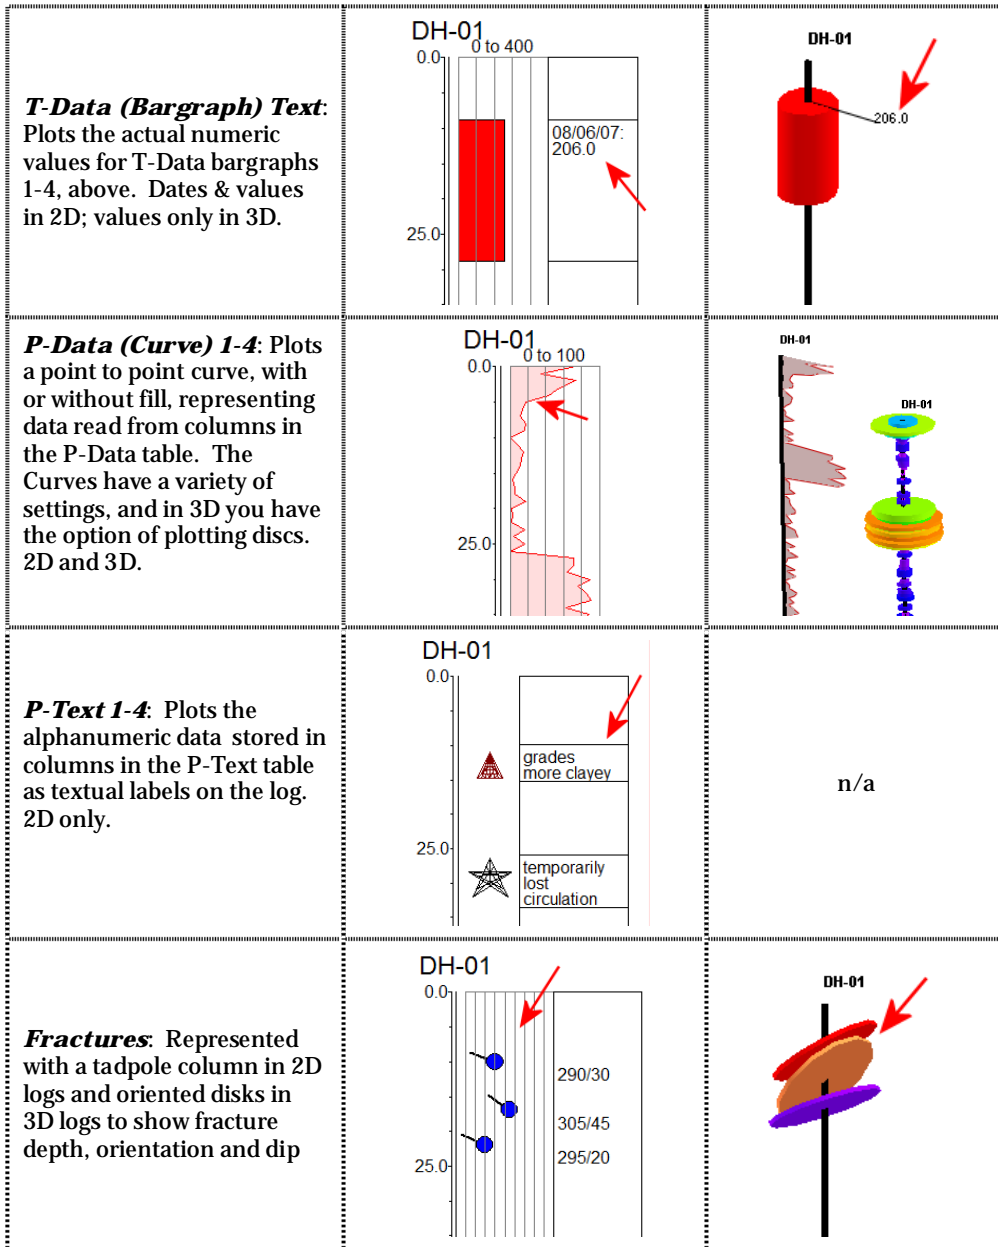 T-Data (Bargraph) Text:
Plots the actual numeric
values for T-Data bargraphs
1-4, above. Dates & values
in 2D; values only in 3D.
DH-01
0 to 400
0.0
08/06/07:
206.0
25.0
DH-01
206.0
P-Data (Curve) 1-4: Plots
a point to point curve, with
or without fill, representing
data read from columns in
the P-Data table. The
Curves have a variety of
settings, and in 3D you have
the option of plotting discs.
2D and 3D.
DH-01
0 to 100
0.0
25.0
DH-01
DH-01
P-Text 1-4: Plots the
alphanumeric data stored in
columns in the P-Text table
as textual labels on the log.
2D only.
DH-01
0.0
grades
more clayey
25.0
temporarily
lost
circulation
n/a
Fractures: Represented
with a tadpole column in 2D
logs and oriented disks in
3D logs to show fracture
depth, orientation and dip
DH-01
0.0
290/30
305/45
295/20
25.0
DH-01